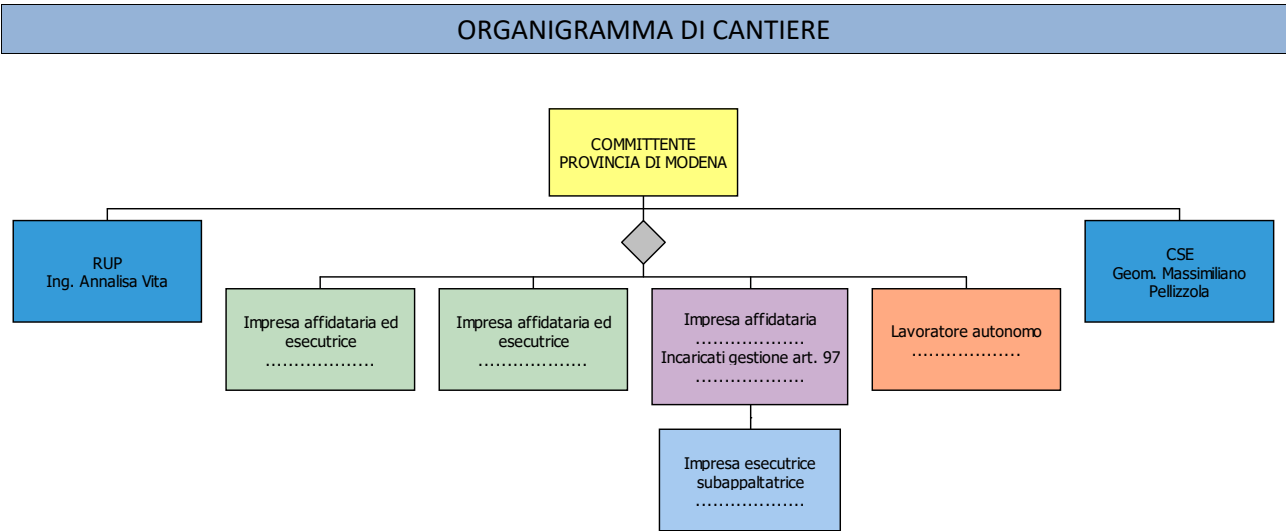 ORGANIGRAMMA DI CANTIERE
COMMITTENTE
PROVINCIA DI MODENA
RUP
Ing. Annalisa Vita
CSE
Geom. Massimiliano
Pellizzola
Impresa affidataria ed
esecutrice
...................
Impresa affidataria ed
esecutrice
...................
Impresa affidataria
...................
Incaricati gestione art. 97
...................
Lavoratore autonomo
...................
Impresa esecutrice
subappaltatrice
...................